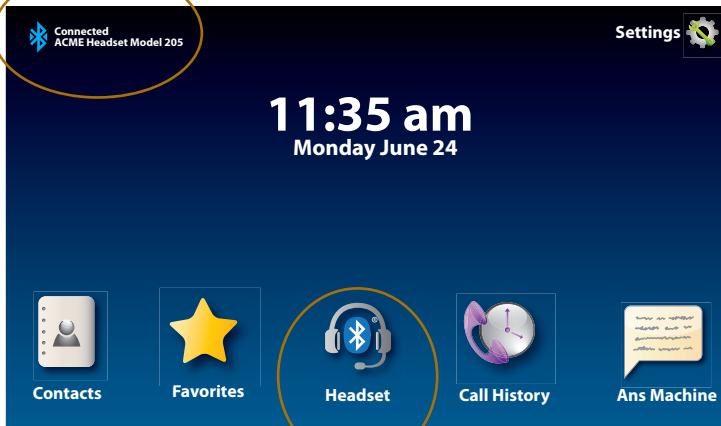 Connected
ACME Headset Model 205
Settings
11:35 am
Monday June 24
Contacts
Favorites
Headset
Call History
Ans Machine